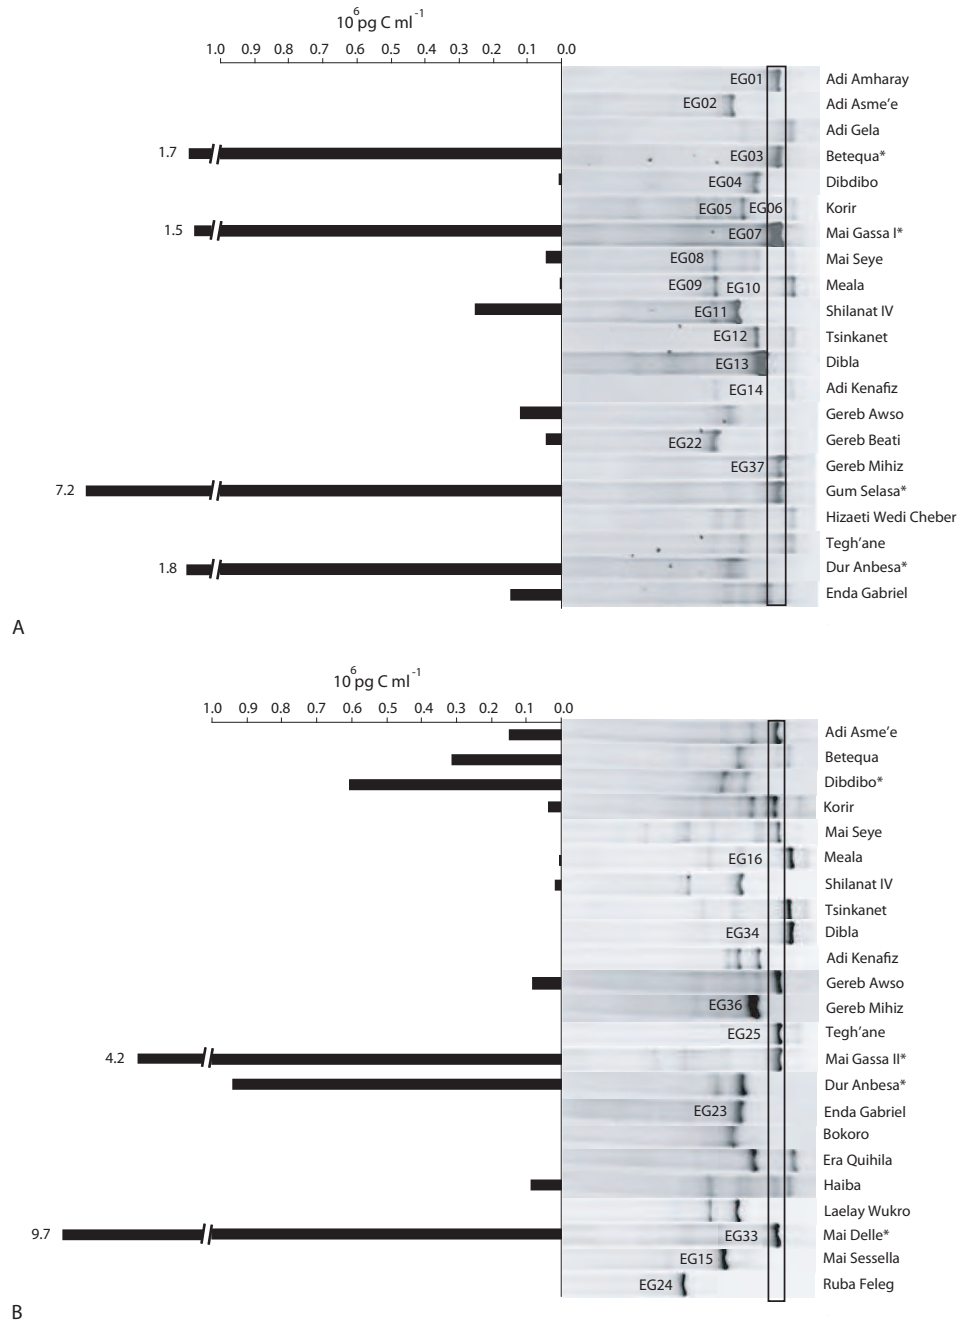 10⁶ pg C ml⁻¹
1.0 0.9 0.8 0.7 0.6 0.5 0.4 0.3 0.2 0.1 0.0
EG01 Adi Amharay
EG02 Adi Asme'e
Adi Gela
1.7 EG03 Betequa*
EG04 Dibdibo
EG05 EG06 Korir
1.5 EG07 Mai Gassa I*
EG08 Mai Seye
EG09 EG10 Meala
EG11 Shilanat IV
EG12 Tsinkanet
EG13 Dibla
EG14 Adi Kenafiz
Gereb Awso
EG22 Gereb Beati
EG37 Gereb Mihiz
7.2 Gum Selasa*
Hizaeti Wedi Cheber
Tegh'ane
1.8 Dur Anbesa*
Enda Gabriel
A
10⁶ pg C ml⁻¹
1.0 0.9 0.8 0.7 0.6 0.5 0.4 0.3 0.2 0.1 0.0
Adi Asme'e
Betequa
Dibdibo*
Korir
Mai Seye
EG16 Meala
Shilanat IV
Tsinkanet
EG34 Dibla
Adi Kenafiz
Gereb Awso
EG36 Gereb Mihiz
EG25 Tegh'ane
4.2 Mai Gassa II*
Dur Anbesa*
EG23 Enda Gabriel
Bokoro
Era Quihila
Haiba
Laelay Wukro
9.7 EG33 Mai Delle*
EG15 Mai Sessella
EG24 Ruba Feleg
B